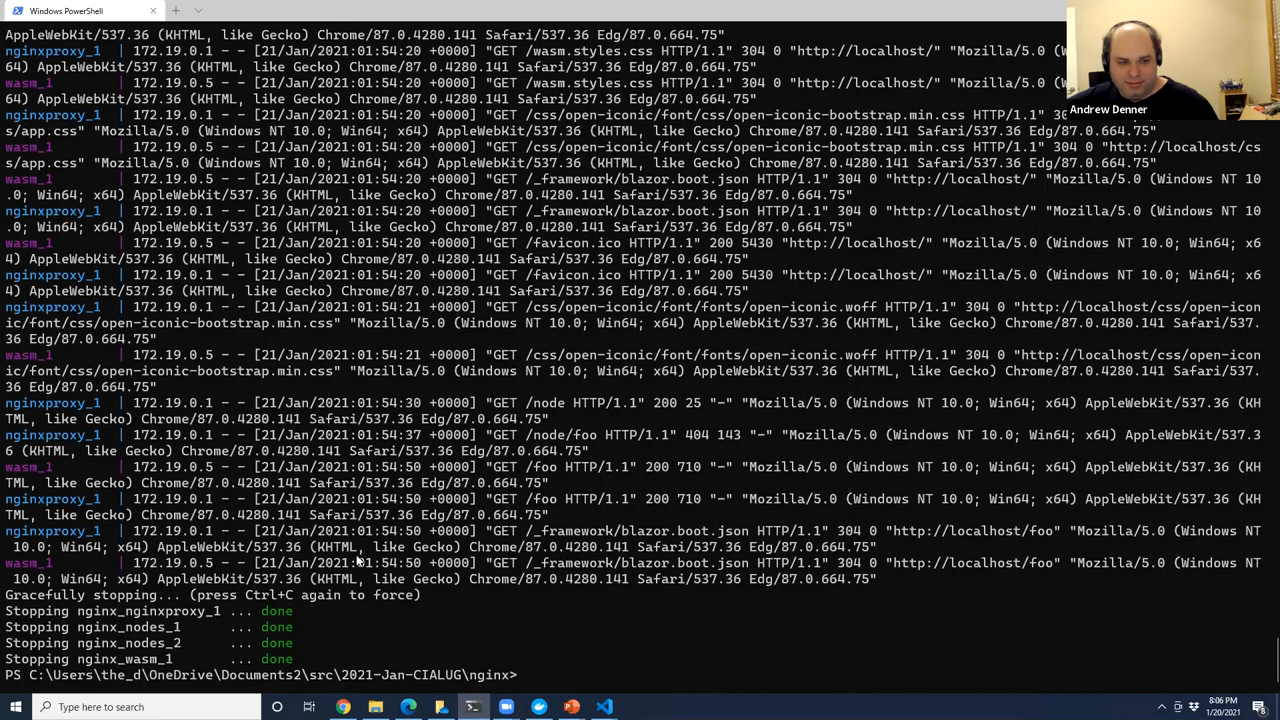 Windows PowerShell
AppleWebKit/537.36 (KHTML, like Gecko) Chrome/87.0.4280.141 Safari/537.36 Edg/87.0.664.75"
nginxproxy_1 | 172.19.0.1 - - [21/Jan/2021:01:54:20 +0000] "GET /wasm.styles.css HTTP/1.1" 304 0 "http://localhost/" "Mozilla/5.0 (W
64) AppleWebKit/537.36 (KHTML, like Gecko) Chrome/87.0.4280.141 Safari/537.36 Edg/87.0.664.75"
wasm_1 | 172.19.0.5 - - [21/Jan/2021:01:54:20 +0000] "GET /wasm.styles.css HTTP/1.1" 304 0 "http://localhost/" "Mozilla/5.0 (W
64) AppleWebKit/537.36 (KHTML, like Gecko) Chrome/87.0.4280.141 Safari/537.36 Edg/87.0.664.75"
Andrew Denner
nginxproxy_1 | 172.19.0.1 - - [21/Jan/2021:01:54:20 +0000] "GET /css/open-iconic/font/css/open-iconic-bootstrap.min.css HTTP/1.1" 30
s/app.css" "Mozilla/5.0 (Windows NT 10.0; Win64; x64) AppleWebKit/537.36 (KHTML, like Gecko) Chrome/87.0.4280.141 Safari/537.36 Edg/87.0.664.75"
wasm_1 | 172.19.0.5 - - [21/Jan/2021:01:54:20 +0000] "GET /css/open-iconic/font/css/open-iconic-bootstrap.min.css HTTP/1.1" 304 0 "http://localhost/cs
s/app.css" "Mozilla/5.0 (Windows NT 10.0; Win64; x64) AppleWebKit/537.36 (KHTML, like Gecko) Chrome/87.0.4280.141 Safari/537.36 Edg/87.0.664.75"
wasm_1 | 172.19.0.5 - - [21/Jan/2021:01:54:20 +0000] "GET /_framework/blazor.boot.json HTTP/1.1" 304 0 "http://localhost/" "Mozilla/5.0 (Windows NT 10
.0; Win64; x64) AppleWebKit/537.36 (KHTML, like Gecko) Chrome/87.0.4280.141 Safari/537.36 Edg/87.0.664.75"
nginxproxy_1 | 172.19.0.1 - - [21/Jan/2021:01:54:20 +0000] "GET /_framework/blazor.boot.json HTTP/1.1" 304 0 "http://localhost/" "Mozilla/5.0 (Windows NT 10
.0; Win64; x64) AppleWebKit/537.36 (KHTML, like Gecko) Chrome/87.0.4280.141 Safari/537.36 Edg/87.0.664.75"
wasm_1 | 172.19.0.5 - - [21/Jan/2021:01:54:20 +0000] "GET /favicon.ico HTTP/1.1" 200 5430 "http://localhost/" "Mozilla/5.0 (Windows NT 10.0; Win64; x6
4) AppleWebKit/537.36 (KHTML, like Gecko) Chrome/87.0.4280.141 Safari/537.36 Edg/87.0.664.75"
nginxproxy_1 | 172.19.0.1 - - [21/Jan/2021:01:54:20 +0000] "GET /favicon.ico HTTP/1.1" 200 5430 "http://localhost/" "Mozilla/5.0 (Windows NT 10.0; Win64; x6
4) AppleWebKit/537.36 (KHTML, like Gecko) Chrome/87.0.4280.141 Safari/537.36 Edg/87.0.664.75"
nginxproxy_1 | 172.19.0.1 - - [21/Jan/2021:01:54:21 +0000] "GET /css/open-iconic/font/fonts/open-iconic.woff HTTP/1.1" 304 0 "http://localhost/css/open-icon
ic/font/css/open-iconic-bootstrap.min.css" "Mozilla/5.0 (Windows NT 10.0; Win64; x64) AppleWebKit/537.36 (KHTML, like Gecko) Chrome/87.0.4280.141 Safari/537.
36 Edg/87.0.664.75"
wasm_1 | 172.19.0.5 - - [21/Jan/2021:01:54:21 +0000] "GET /css/open-iconic/font/fonts/open-iconic.woff HTTP/1.1" 304 0 "http://localhost/css/open-icon
ic/font/css/open-iconic-bootstrap.min.css" "Mozilla/5.0 (Windows NT 10.0; Win64; x64) AppleWebKit/537.36 (KHTML, like Gecko) Chrome/87.0.4280.141 Safari/537.
36 Edg/87.0.664.75"
nginxproxy_1 | 172.19.0.1 - - [21/Jan/2021:01:54:30 +0000] "GET /node HTTP/1.1" 200 25 "-" "Mozilla/5.0 (Windows NT 10.0; Win64; x64) AppleWebKit/537.36 (KH
TML, like Gecko) Chrome/87.0.4280.141 Safari/537.36 Edg/87.0.664.75"
nginxproxy_1 | 172.19.0.1 - - [21/Jan/2021:01:54:37 +0000] "GET /node/foo HTTP/1.1" 404 143 "-" "Mozilla/5.0 (Windows NT 10.0; Win64; x64) AppleWebKit/537.3
6 (KHTML, like Gecko) Chrome/87.0.4280.141 Safari/537.36 Edg/87.0.664.75"
wasm_1 | 172.19.0.5 - - [21/Jan/2021:01:54:50 +0000] "GET /foo HTTP/1.1" 200 710 "-" "Mozilla/5.0 (Windows NT 10.0; Win64; x64) AppleWebKit/537.36 (KH
TML, like Gecko) Chrome/87.0.4280.141 Safari/537.36 Edg/87.0.664.75"
nginxproxy_1 | 172.19.0.1 - - [21/Jan/2021:01:54:50 +0000] "GET /foo HTTP/1.1" 200 710 "-" "Mozilla/5.0 (Windows NT 10.0; Win64; x64) AppleWebKit/537.36 (KH
TML, like Gecko) Chrome/87.0.4280.141 Safari/537.36 Edg/87.0.664.75"
nginxproxy_1 | 172.19.0.1 - - [21/Jan/2021:01:54:50 +0000] "GET /_framework/blazor.boot.json HTTP/1.1" 304 0 "http://localhost/foo" "Mozilla/5.0 (Windows NT
10.0; Win64; x64) AppleWebKit/537.36 (KHTML, like Gecko) Chrome/87.0.4280.141 Safari/537.36 Edg/87.0.664.75"
wasm_1 | 172.19.0.5 - - [21/Jan/2021:01:54:50 +0000] "GET /_framework/blazor.boot.json HTTP/1.1" 304 0 "http://localhost/foo" "Mozilla/5.0 (Windows NT
10.0; Win64; x64) AppleWebKit/537.36 (KHTML, like Gecko) Chrome/87.0.4280.141 Safari/537.36 Edg/87.0.664.75"
Gracefully stopping... (press Ctrl+C again to force)
Stopping nginx_nginxproxy_1 ... done
Stopping nginx_nodes_1 ... done
Stopping nginx_nodes_2 ... done
Stopping nginx_wasm_1 ... done
PS C:\Users\the_d\OneDrive\Documents2\src\2021-Jan-CIALUG\nginx>
Type here to search
8:06 PM
1/20/2021
8